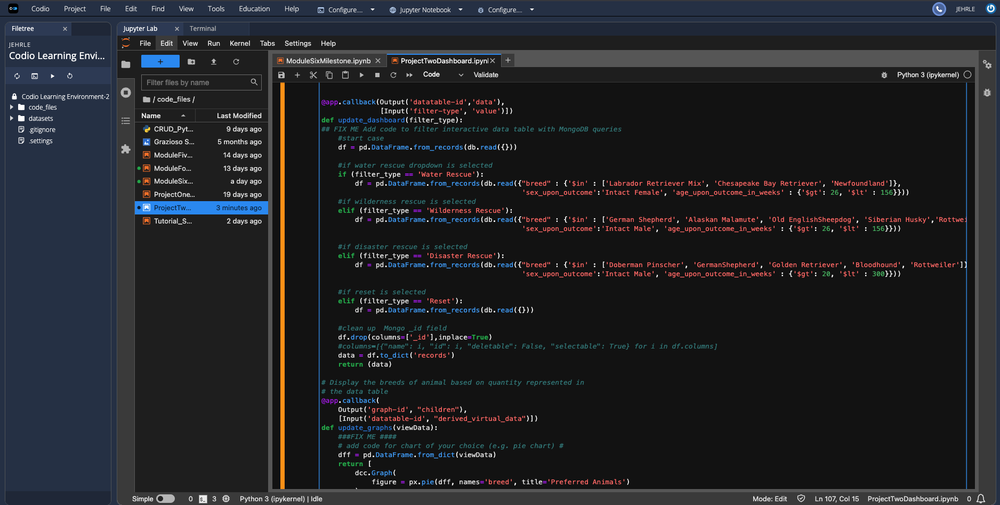 Codio Project File Edit Find View Tools Education Help Configure.... Jupyter Notebook Configure.... JEHRLE
Filetree
JEHRLE
Codio Learning Envi...
Codio Learning Environment-2
code_files
datasets
.gitignore
.settings
Jupyter Lab Terminal
File Edit View Run Kernel Tabs Settings Help
Filter files by name
/ code_files /
Name Last Modified
CRUD_Pyt... 9 days ago
Grazioso S... 5 months ago
ModuleFiv... 14 days ago
ModuleFo... 13 days ago
ModuleSix... a day ago
ProjectOne... 19 days ago
ProjectTw... 3 minutes ago
Tutorial_S... 2 days ago
ModuleSixMilestone.ipynb ProjectTwoDashboard.ipynl
Code Validate Python 3 (ipykernel)
@app.callback(Output('datatable-id','data'),
[Input('filter-type', 'value')])
def update_dashboard(filter_type):
## FIX ME Add code to filter interactive data table with MongoDB queries
#start case
df = pd.DataFrame.from_records(db.read({}))
#if water rescue dropdown is selected
if (filter_type == 'Water Rescue'):
df = pd.DataFrame.from_records(db.read({"breed" : {'$in' : ['Labrador Retriever Mix', 'Chesapeake Bay Retriever', 'Newfoundland']},
'sex_upon_outcome':'Intact Female', 'age_upon_outcome_in_weeks' : {'$gt': 26, '$lt' : 156}}))
#if wilderness rescue is selected
elif (filter_type == 'Wilderness Rescue'):
df = pd.DataFrame.from_records(db.read({"breed" : {'$in' : ['German Shepherd', 'Alaskan Malamute', 'Old EnglishSheepdog', 'Siberian Husky','Rottwei
'sex_upon_outcome':'Intact Male', 'age_upon_outcome_in_weeks' : {'$gt': 26, '$lt' : 156}}))
#if disaster rescue is selected
elif (filter_type == 'Disaster Rescue'):
df = pd.DataFrame.from_records(db.read({"breed" : {'$in' : ['Doberman Pinscher', 'GermanShepherd', 'Golden Retriever', 'Bloodhound', 'Rottweiler']}
'sex_upon_outcome':'Intact Male', 'age_upon_outcome_in_weeks' : {'$gt': 20, '$lt' : 300}}))
#if reset is selected
elif (filter_type == 'Reset'):
df = pd.DataFrame.from_records(db.read({}))
#clean up  Mongo _id field
df.drop(columns=['_id'],inplace=True)
#columns=[{"name": i, "id": i, "deletable": False, "selectable": True} for i in df.columns]
data = df.to_dict('records')
return (data)
# Display the breeds of animal based on quantity represented in
# the data table
@app.callback(
Output('graph-id', "children"),
[Input('datatable-id', "derived_virtual_data")])
def update_graphs(viewData):
###FIX ME ####
# add code for chart of your choice (e.g. pie chart) #
dff = pd.DataFrame.from_dict(viewData)
return [
dcc.Graph(
figure = px.pie(dff, names='breed', title='Preferred Animals')
Simple 0 $_ 3 Python 3 (ipykernel) | Idle Mode: Edit Ln 107, Col 15 ProjectTwoDashboard.ipynb 0